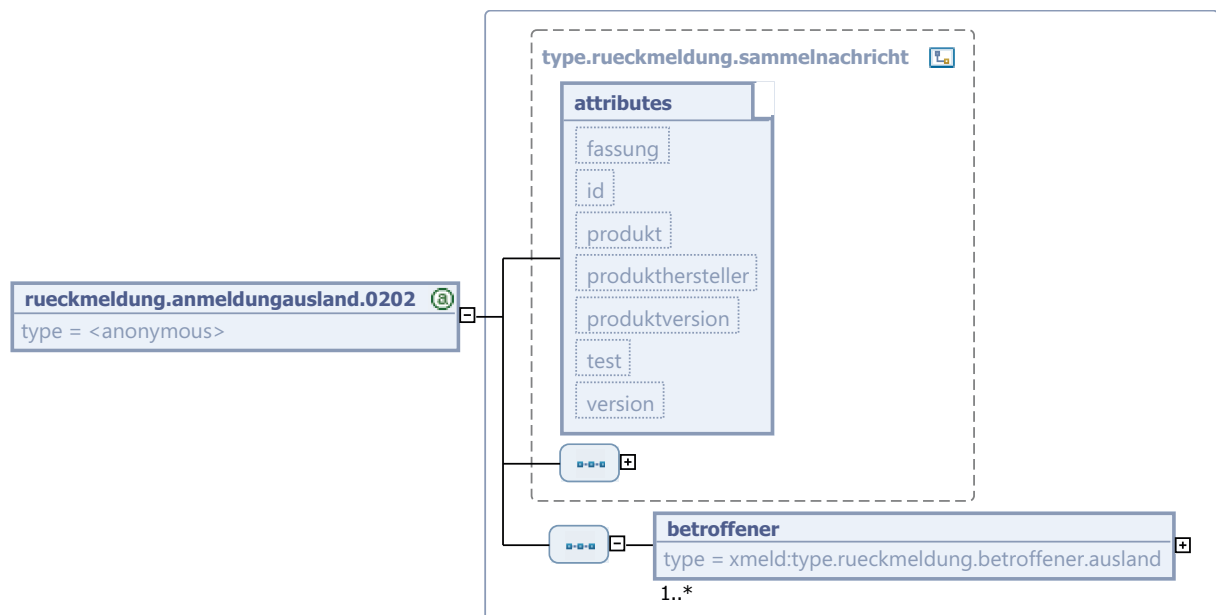 type.rueckmeldung.sammelnachricht
attributes
fassung
id
produkt
produkthersteller
produktversion
test
version
rueckmeldung.anmeldungausland.0202 a
type = <anonymous>
betroffener
type = xmeld:type.rueckmeldung.betroffener.ausland
1..*